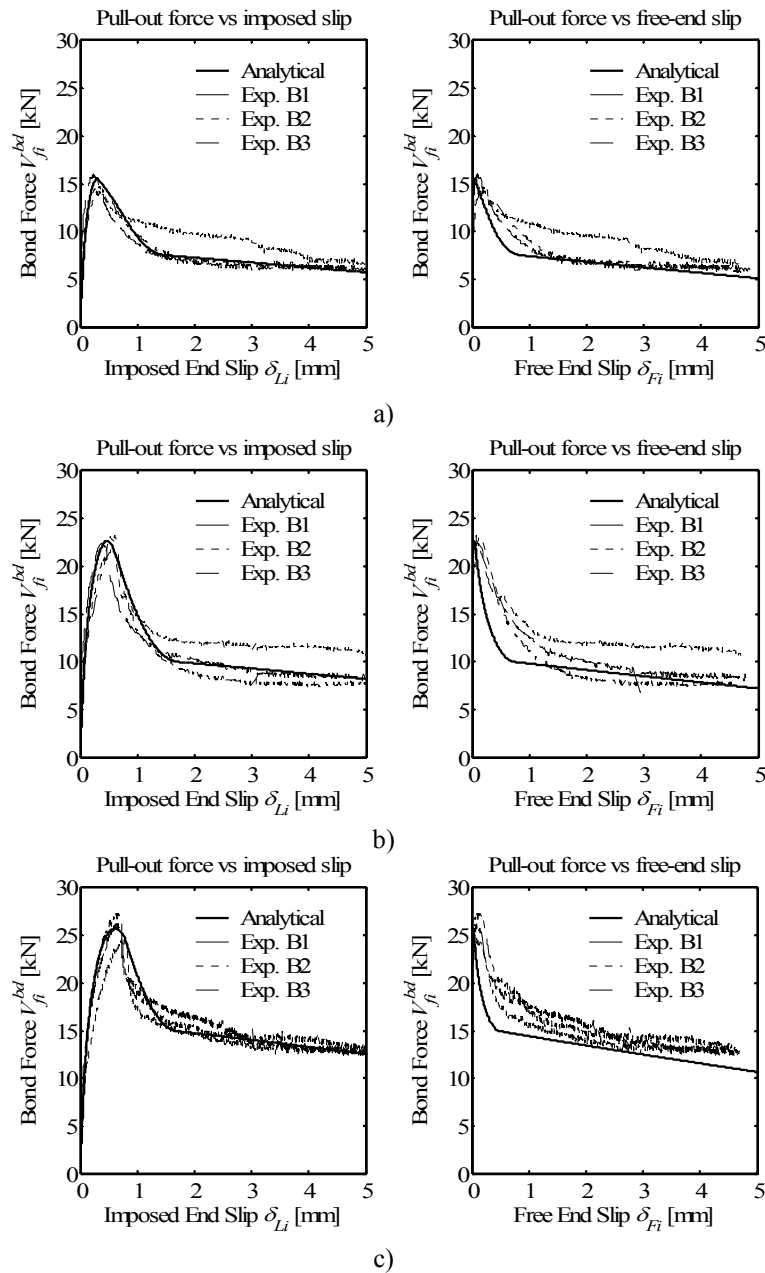 Pull-out force vs imposed slip
30
25
20
15
10
5
0
Bond Force V_fi^bd [kN]
Analytical
Exp. B1
Exp. B2
Exp. B3
0 1 2 3 4 5
Imposed End Slip δ_Li [mm]
Pull-out force vs free-end slip
30
25
20
15
10
5
0
Bond Force V_fi^bd [kN]
Analytical
Exp. B1
Exp. B2
Exp. B3
0 1 2 3 4 5
Free End Slip δ_Fi [mm]
a)
Pull-out force vs imposed slip
30
25
20
15
10
5
0
Bond Force V_fi^bd [kN]
Analytical
Exp. B1
Exp. B2
Exp. B3
0 1 2 3 4 5
Imposed End Slip δ_Li [mm]
Pull-out force vs free-end slip
30
25
20
15
10
5
0
Bond Force V_fi^bd [kN]
Analytical
Exp. B1
Exp. B2
Exp. B3
0 1 2 3 4 5
Free End Slip δ_Fi [mm]
b)
Pull-out force vs imposed slip
30
25
20
15
10
5
0
Bond Force V_fi^bd [kN]
Analytical
Exp. B1
Exp. B2
Exp. B3
0 1 2 3 4 5
Imposed End Slip δ_Li [mm]
Pull-out force vs free-end slip
30
25
20
15
10
5
0
Bond Force V_fi^bd [kN]
Analytical
Exp. B1
Exp. B2
Exp. B3
0 1 2 3 4 5
Free End Slip δ_Fi [mm]
c)